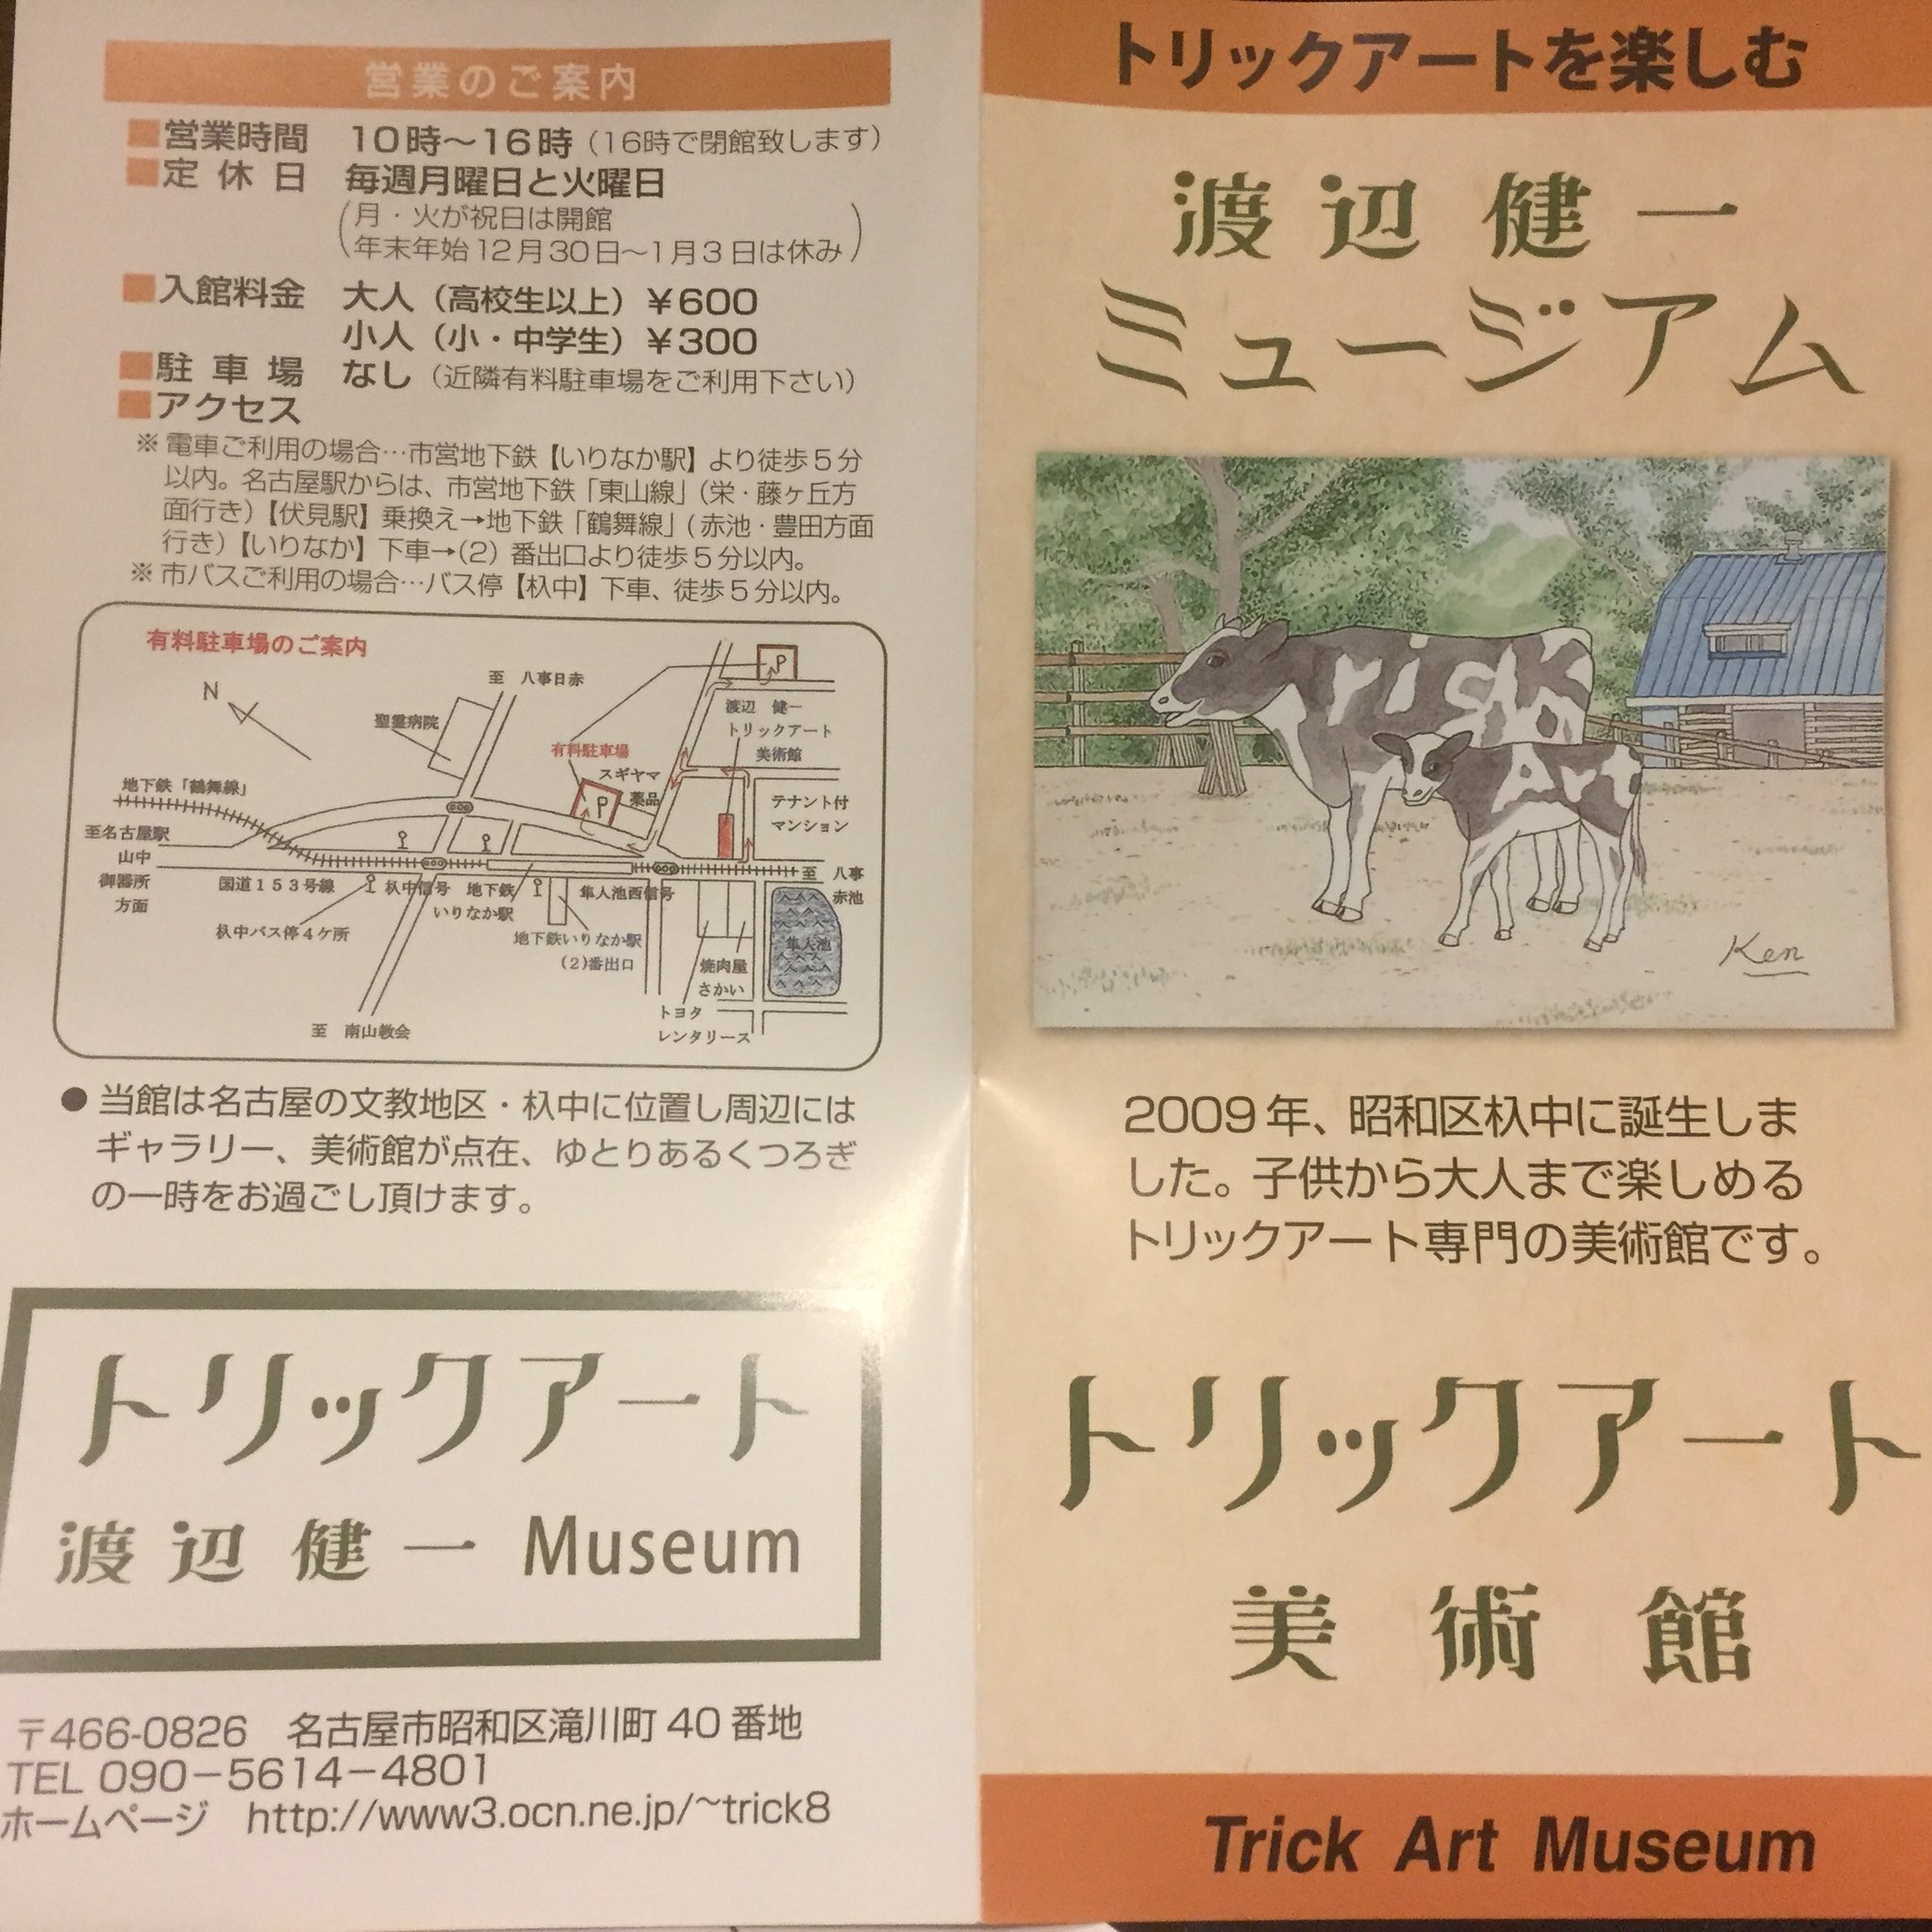 営業のご案内
■営業時間 10時〜16時（16時で閉館致します）
■定休日 毎週月曜日と火曜日
（月・火が祝日は開館
年末年始12月30日〜1月3日は休み）
■入館料金 大人（高校生以上）￥600
小人（小・中学生）￥300
■駐車場 なし（近隣有料駐車場をご利用下さい）
■アクセス
※電車ご利用の場合…市営地下鉄【いりなか駅】より徒歩5分
以内。名古屋駅からは、市営地下鉄「東山線」（栄・藤ヶ丘方
面行き）【伏見駅】乗換え→地下鉄「鶴舞線」（赤池・豊田方面
行き）【いりなか】下車→(2) 番出口より徒歩5分以内。
※市バスご利用の場合…バス停【杁中】下車、徒歩5分以内。
有料駐車場のご案内
N
至 八事日赤
P
聖霊病院
渡辺 健一
トリックアート
美術館
有料駐車場
スギヤマ
薬品
P
地下鉄「鶴舞線」
テナント付
マンション
至名古屋駅
山中
御器所
方面
至 八事
赤池
国道153号線
杁中信号
地下鉄
いりなか駅
隼人池西信号
杁中バス停4ケ所
地下鉄いりなか駅
(2)番出口
焼肉屋
さかい
隼人池
トヨタ
レンタリース
至 南山教会
●当館は名古屋の文教地区・杁中に位置し周辺には
ギャラリー、美術館が点在、ゆとりあるくつろぎ
の一時をお過ごし頂けます。
トリックアート
渡辺健一 Museum
〒466-0826 名古屋市昭和区滝川町40番地
TEL 090−5614−4801
ホームページ http://www3.ocn.ne.jp/~trick8
トリックアートを楽しむ
渡辺健一
ミュージアム
Trick
Art
Ken
2009年、昭和区杁中に誕生しま
した。子供から大人まで楽しめる
トリックアート専門の美術館です。
トリックアート
美術館
Trick Art Museum